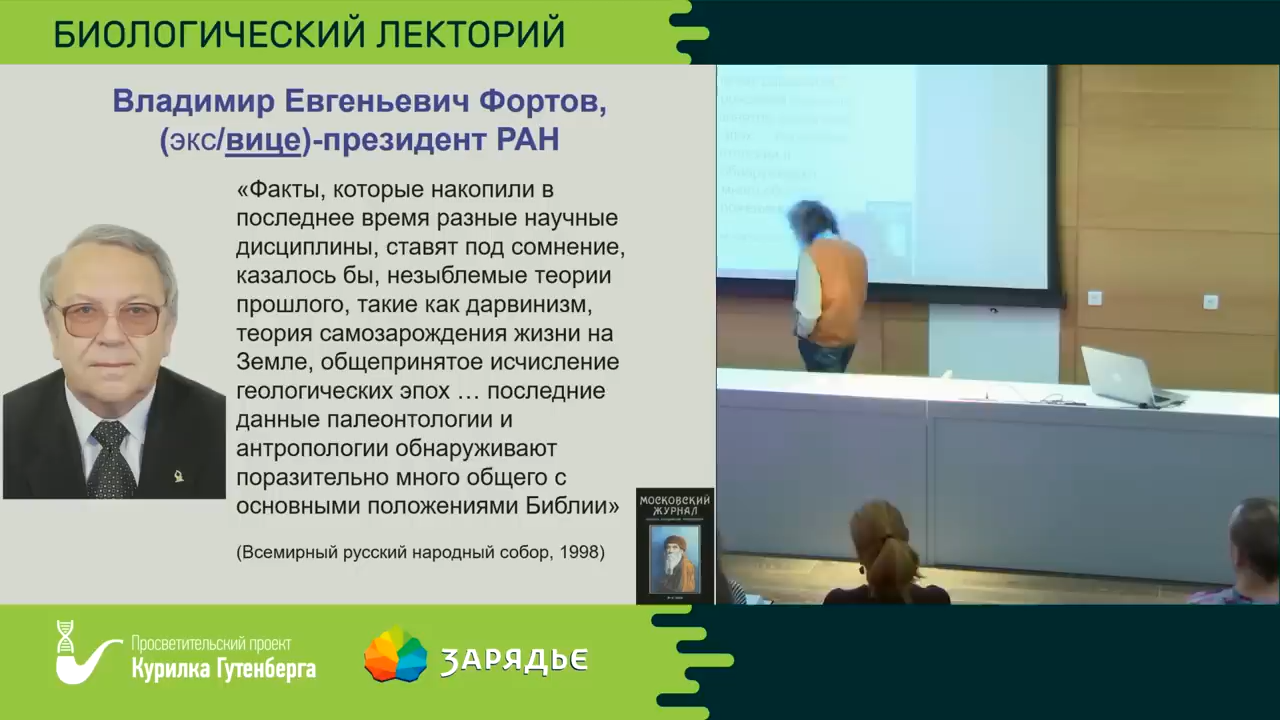 БИОЛОГИЧЕСКИЙ ЛЕКТОРИЙ
Владимир Евгеньевич Фортов,
(экс/вице)-президент РАН
«Факты, которые накопили в
последнее время разные научные
дисциплины, ставят под сомнение,
казалось бы, незыблемые теории
прошлого, такие как дарвинизм,
теория самозарождения жизни на
Земле, общепринятое исчисление
геологических эпох … последние
данные палеонтологии и
антропологии обнаруживают
поразительно много общего с
основными положениями Библии»
(Всемирный русский народный собор, 1998)
МОСКОВСКИЙ
ЖУРНАЛ
Просветительский проект
Курилка Гутенберга
ЗАРЯДЬЕ